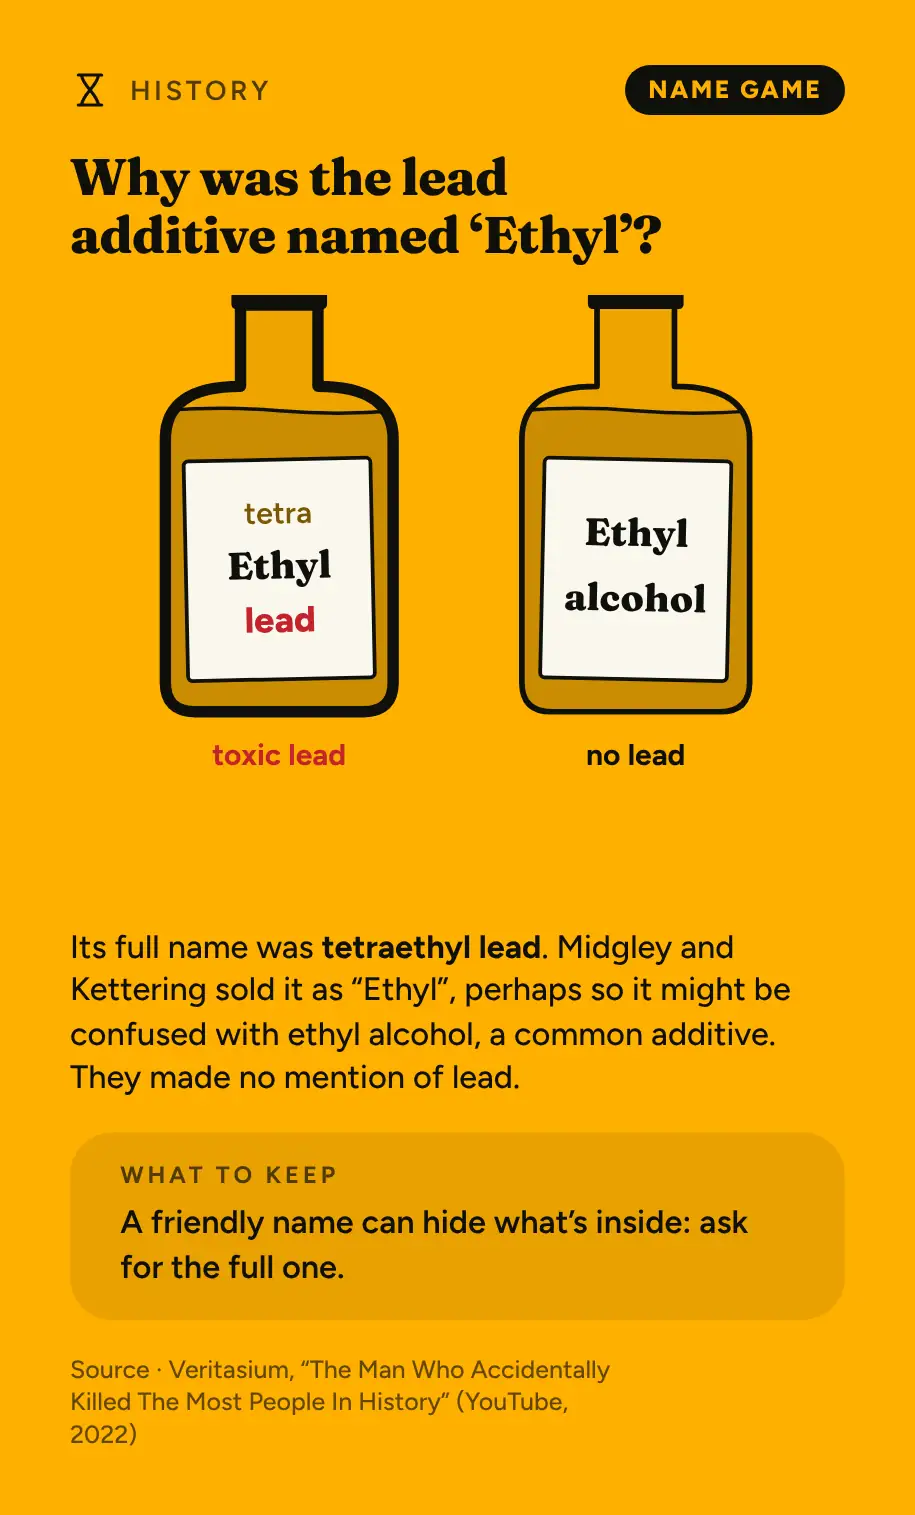 HISTORY
NAME GAME
Why was the lead
additive named ‘Ethyl’?
tetra
Ethyl
lead
Ethyl
alcohol
toxic lead
no lead
Its full name was tetraethyl lead. Midgley and
Kettering sold it as “Ethyl”, perhaps so it might be
confused with ethyl alcohol, a common additive.
They made no mention of lead.
WHAT TO KEEP
A friendly name can hide what’s inside: ask
for the full one.
Source · Veritasium, “The Man Who Accidentally
Killed The Most People In History” (YouTube,
2022)